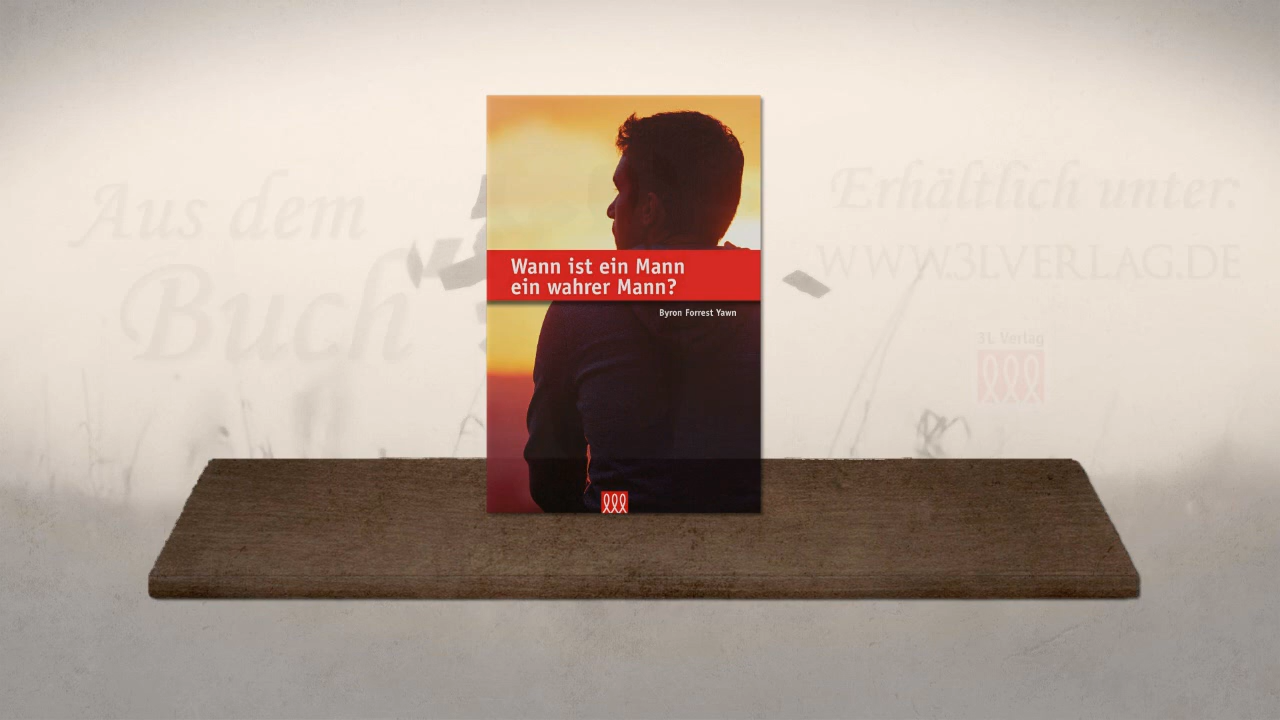 Aus dem
Buch
Wann ist ein Mann
ein wahrer Mann?
Byron Forrest Yawn
Erhältlich unter:
WWW.3LVERLAG.DE
3L Verlag